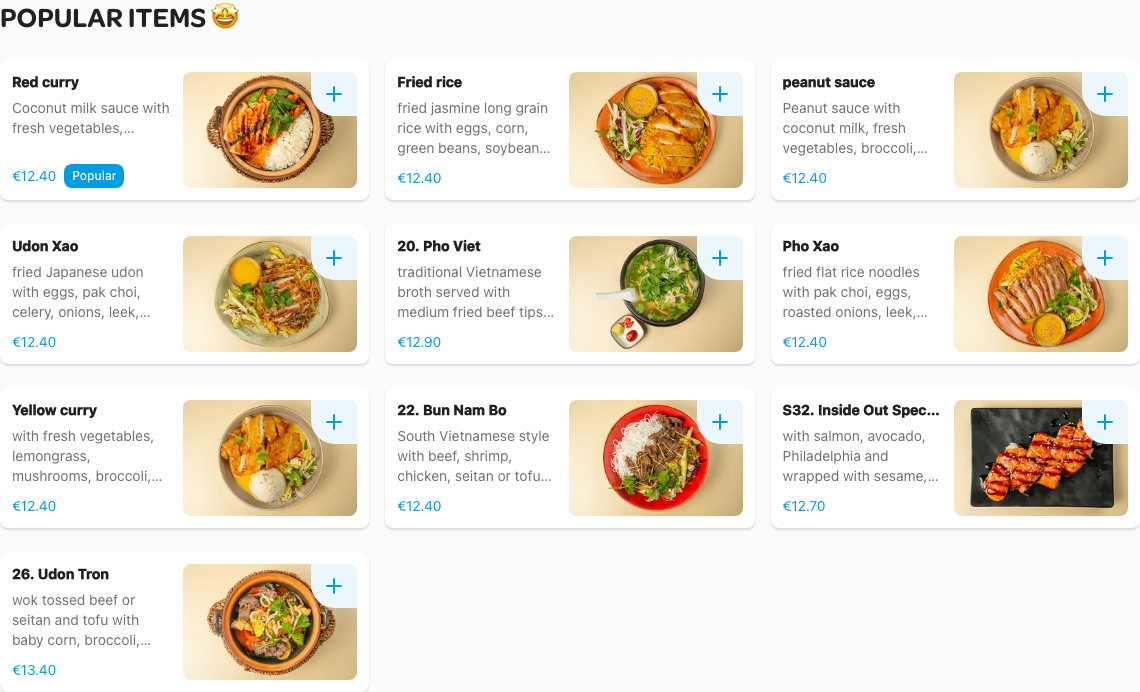 POPULAR ITEMS 🤩
Red curry
Coconut milk sauce with
fresh vegetables,...
€12.40 Popular
Fried rice
fried jasmine long grain
rice with eggs, corn,
green beans, soybean...
€12.40
peanut sauce
Peanut sauce with
coconut milk, fresh
vegetables, broccoli,...
€12.40
Udon Xao
fried Japanese udon
with eggs, pak choi,
celery, onions, leek,...
€12.40
20. Pho Viet
traditional Vietnamese
broth served with
medium fried beef tips...
€12.90
Pho Xao
fried flat rice noodles
with pak choi, eggs,
roasted onions, leek,...
€12.40
Yellow curry
with fresh vegetables,
lemongrass,
mushrooms, broccoli,...
€12.40
22. Bun Nam Bo
South Vietnamese style
with beef, shrimp,
chicken, seitan or tofu...
€12.40
S32. Inside Out Spec...
with salmon, avocado,
Philadelphia and
wrapped with sesame,...
€12.70
26. Udon Tron
wok tossed beef or
seitan and tofu with
baby corn, broccoli,...
€13.40